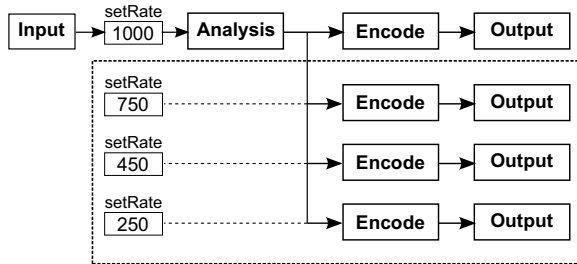 setRate
Input 1000 Analysis Encode Output
setRate
750 Encode Output
setRate
450 Encode Output
setRate
250 Encode Output